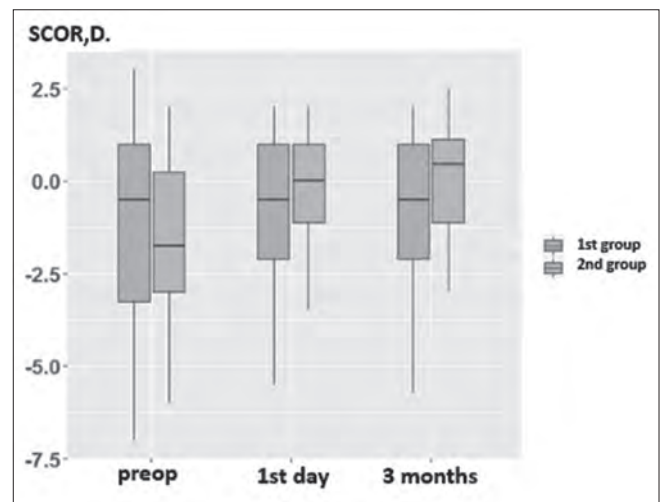 SCOR,D.
2.5
0.0
-2.5
-5.0
-7.5
preop 1st day 3 months
1st group
2nd group